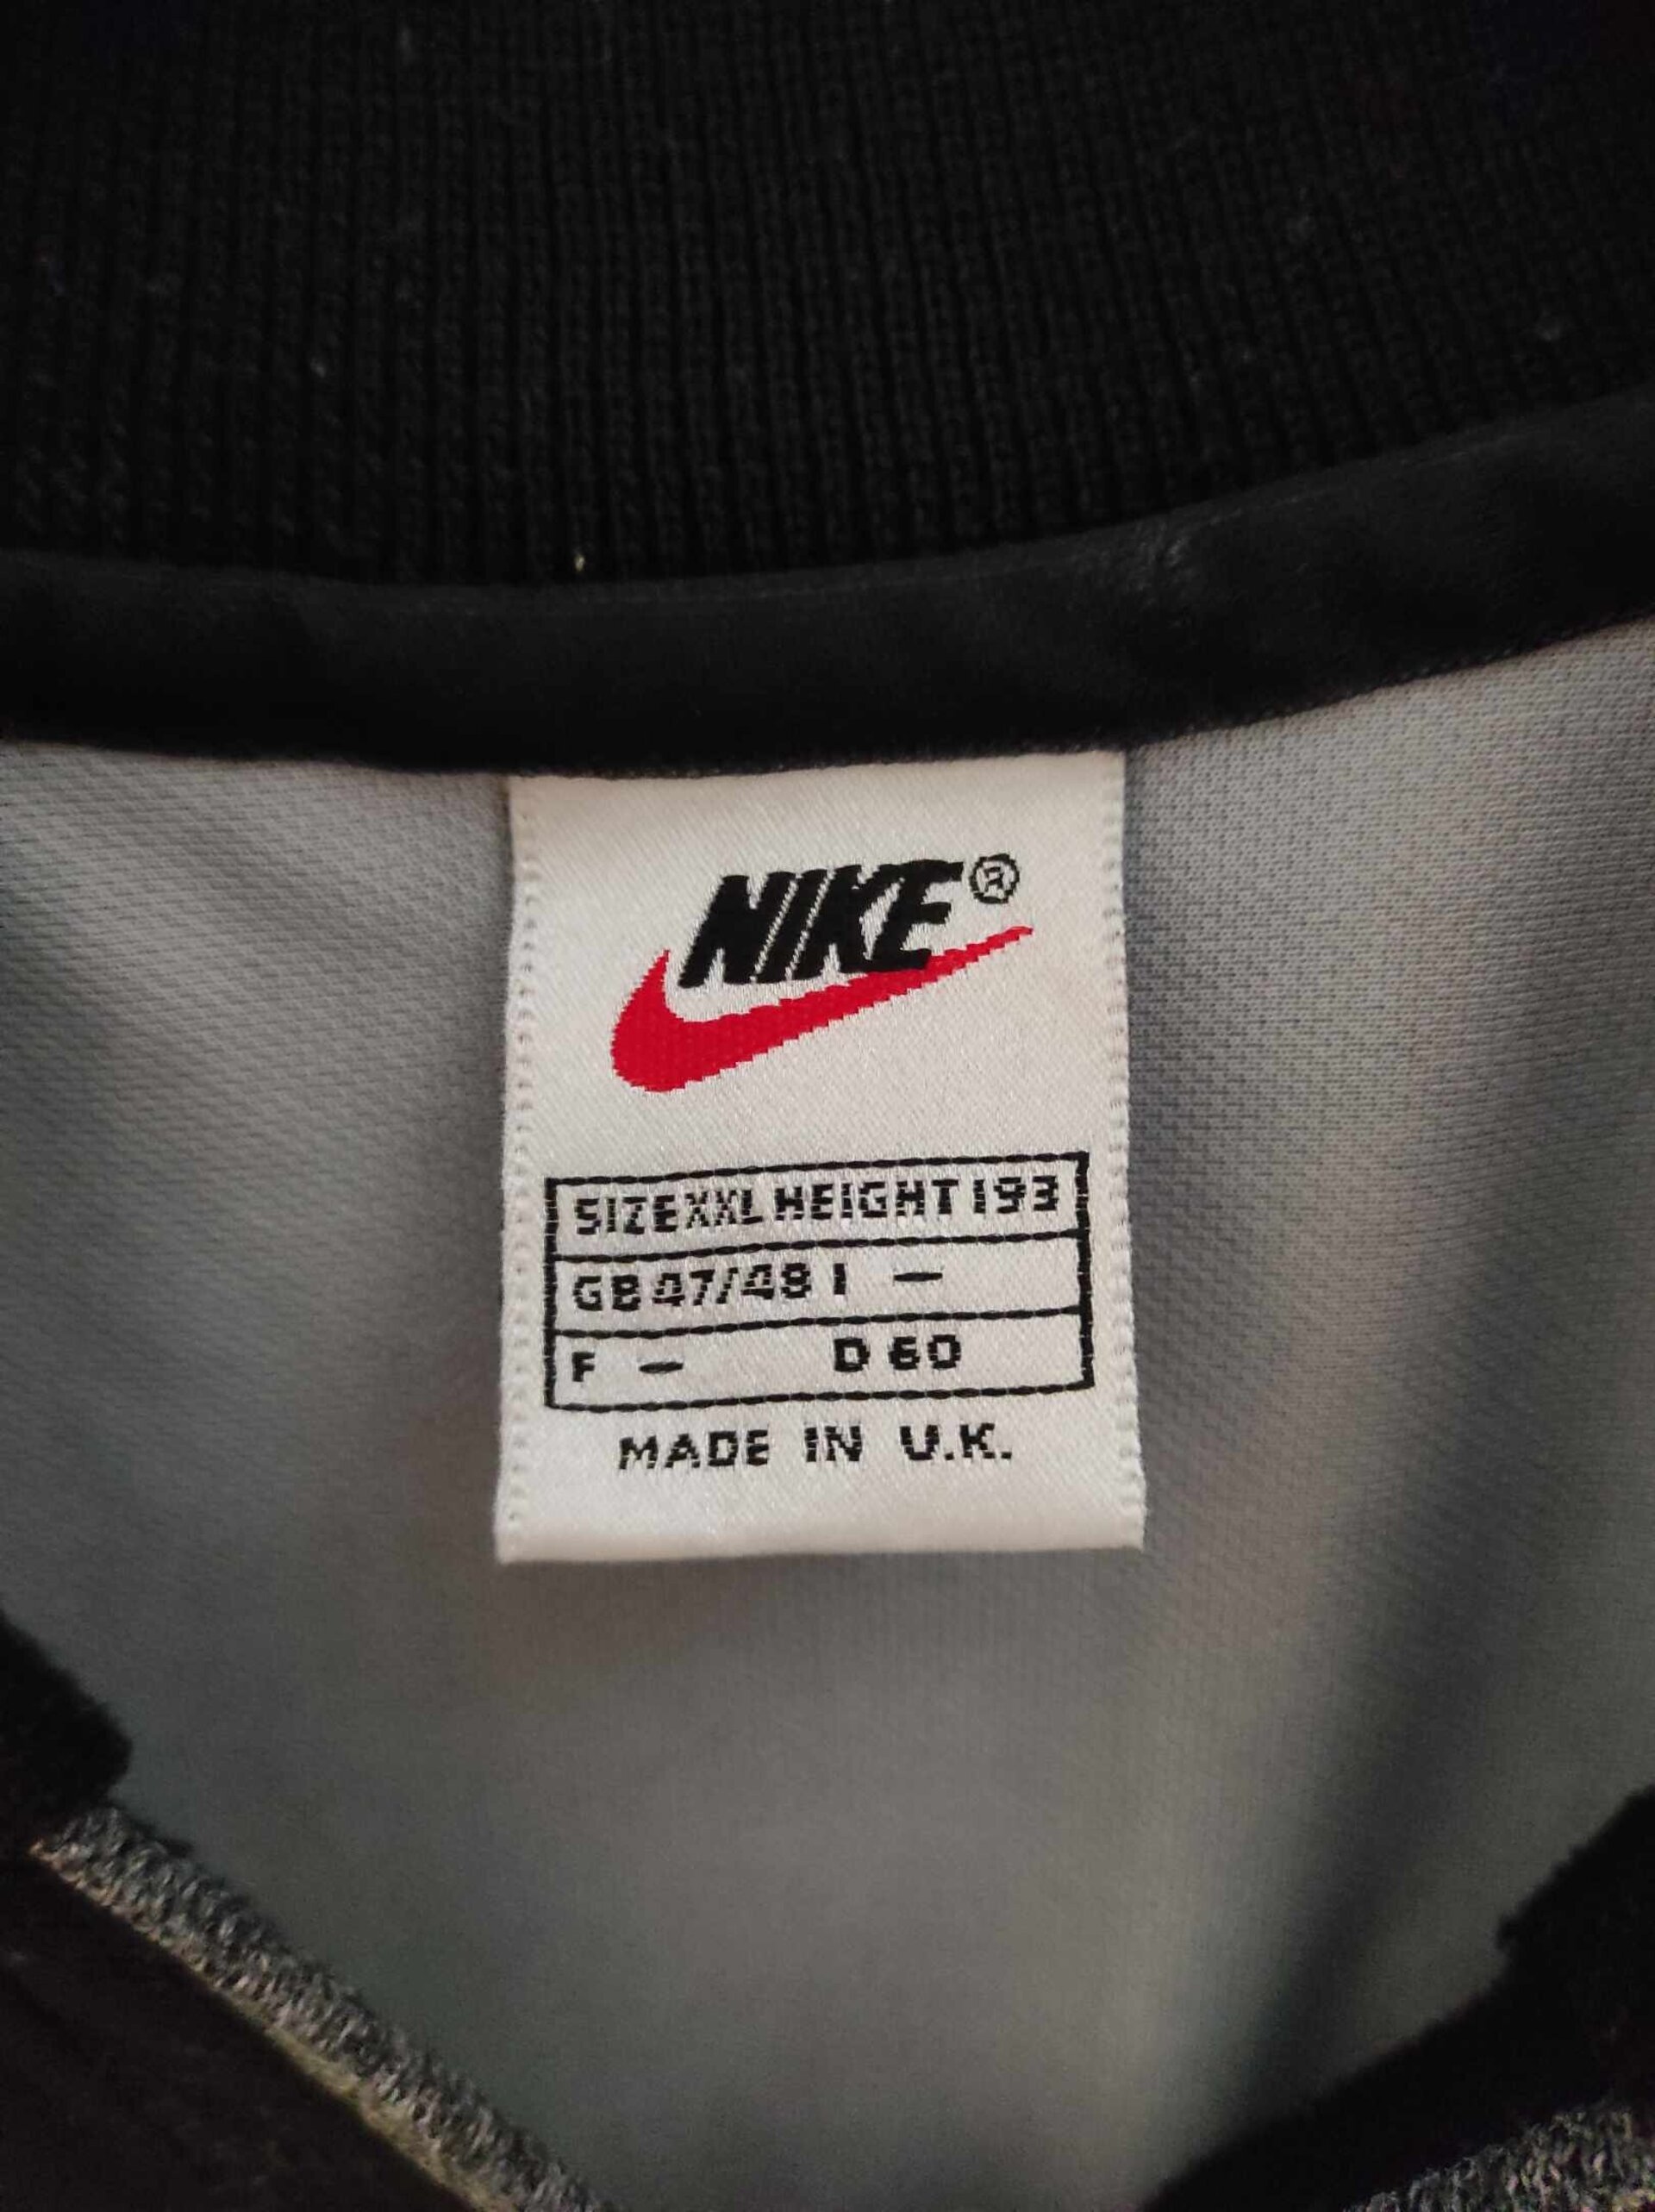 NIKE®
SIZE XXL HEIGHT 193
GB 47/48 I —
F — D 60
MADE IN U.K.